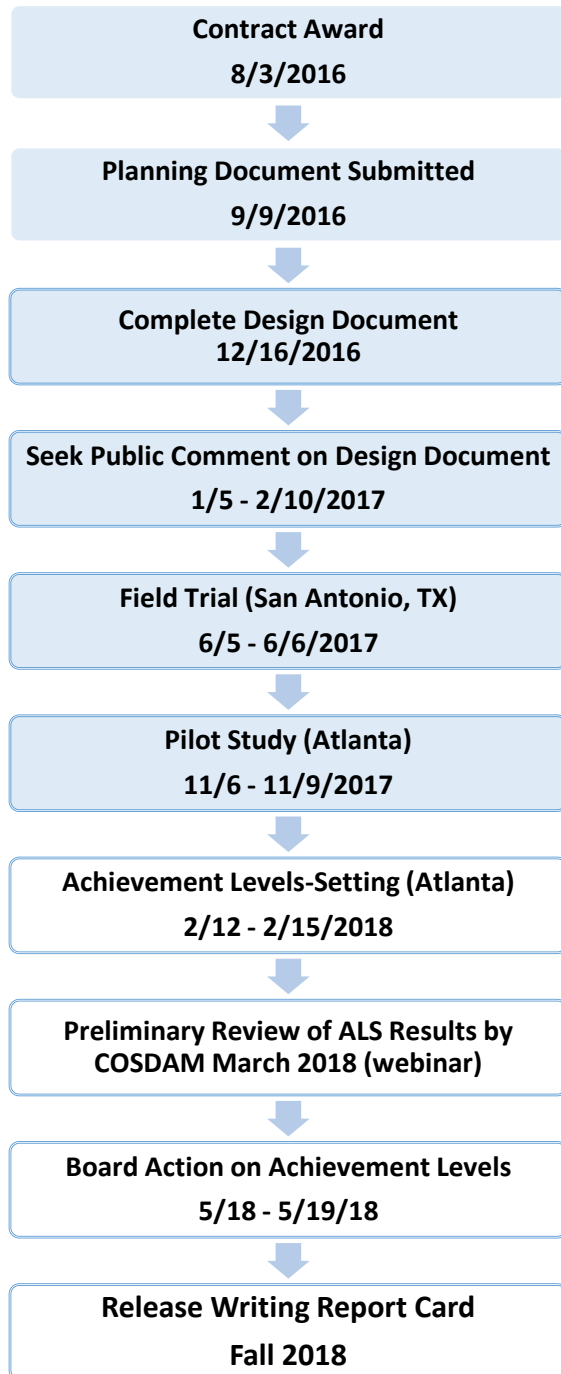 Contract Award
8/3/2016
Planning Document Submitted
9/9/2016
Complete Design Document
12/16/2016
Seek Public Comment on Design Document
1/5 - 2/10/2017
Field Trial (San Antonio, TX)
6/5 - 6/6/2017
Pilot Study (Atlanta)
11/6 - 11/9/2017
Achievement Levels-Setting (Atlanta)
2/12 - 2/15/2018
Preliminary Review of ALS Results by
COSDAM March 2018 (webinar)
Board Action on Achievement Levels
5/18 - 5/19/18
Release Writing Report Card
Fall 2018